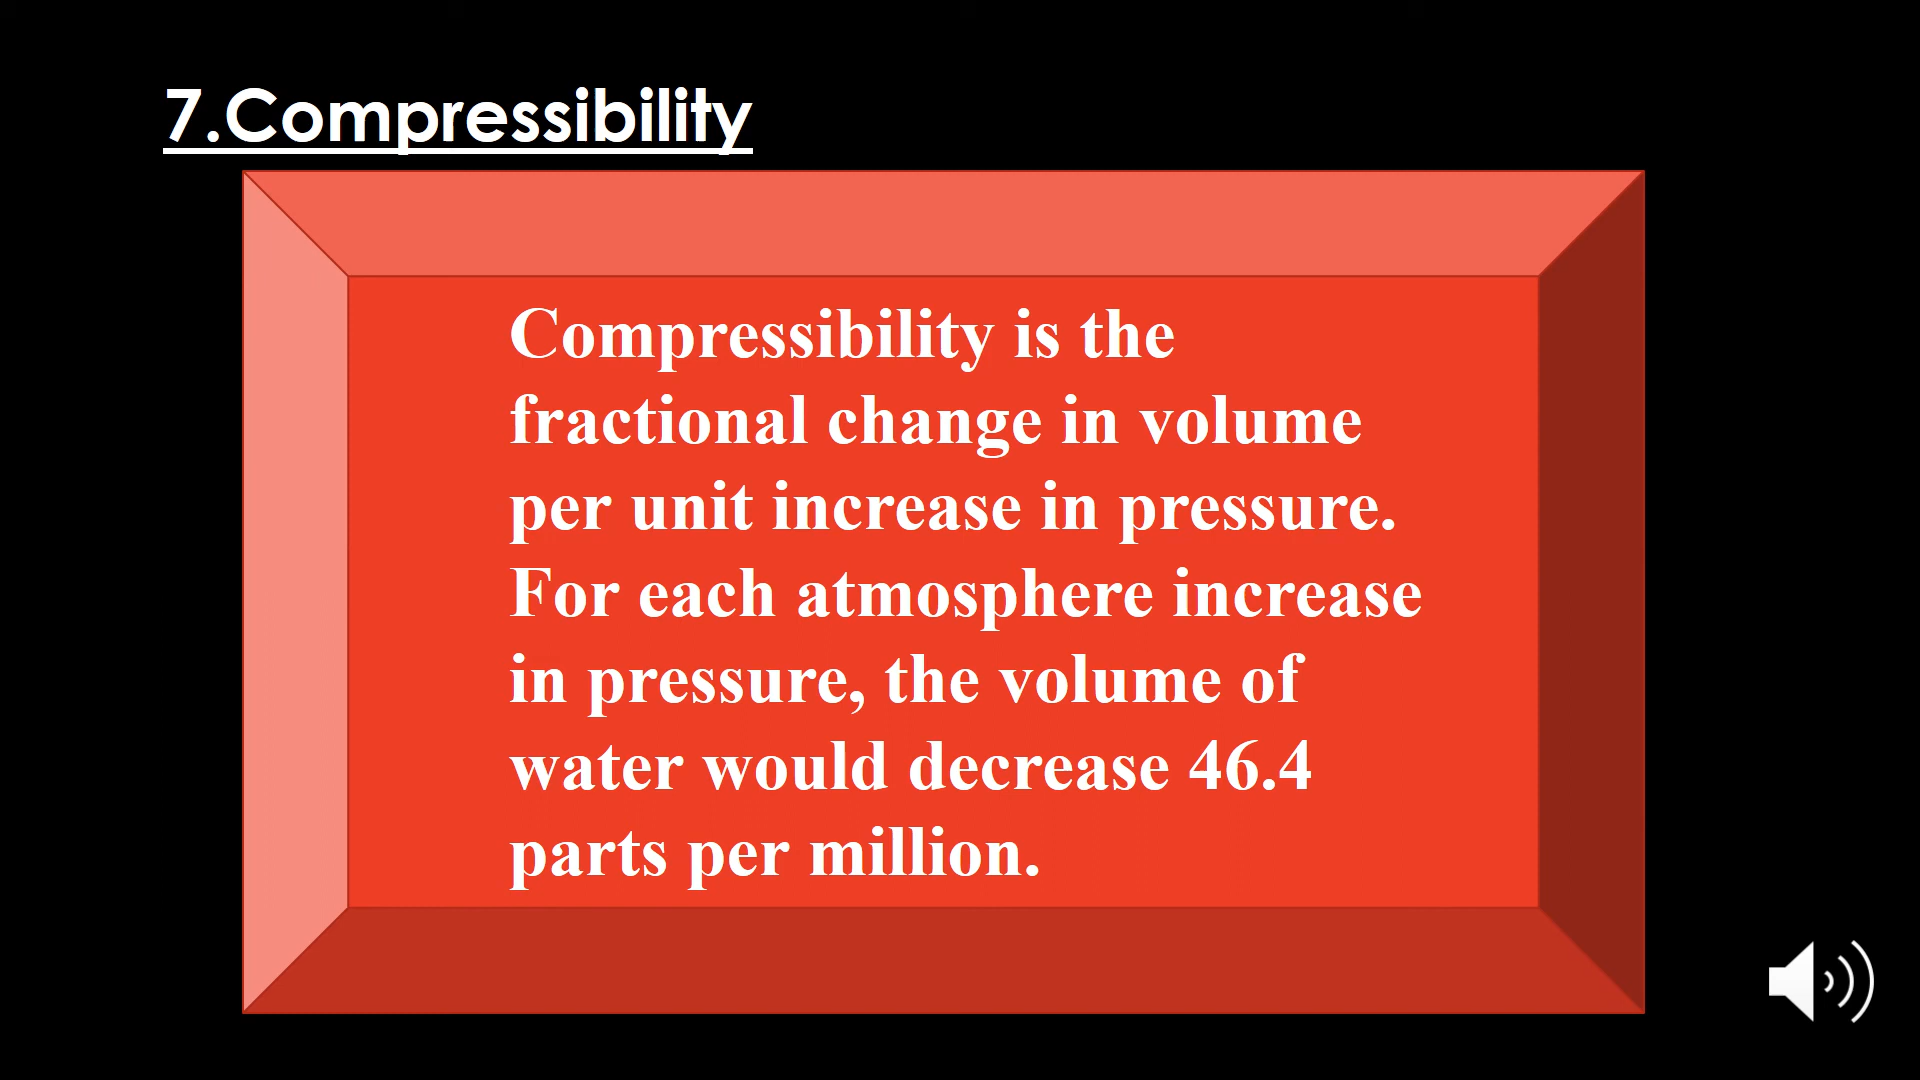 7.Compressibility
Compressibility is the
fractional change in volume
per unit increase in pressure.
For each atmosphere increase
in pressure, the volume of
water would decrease 46.4
parts per million.